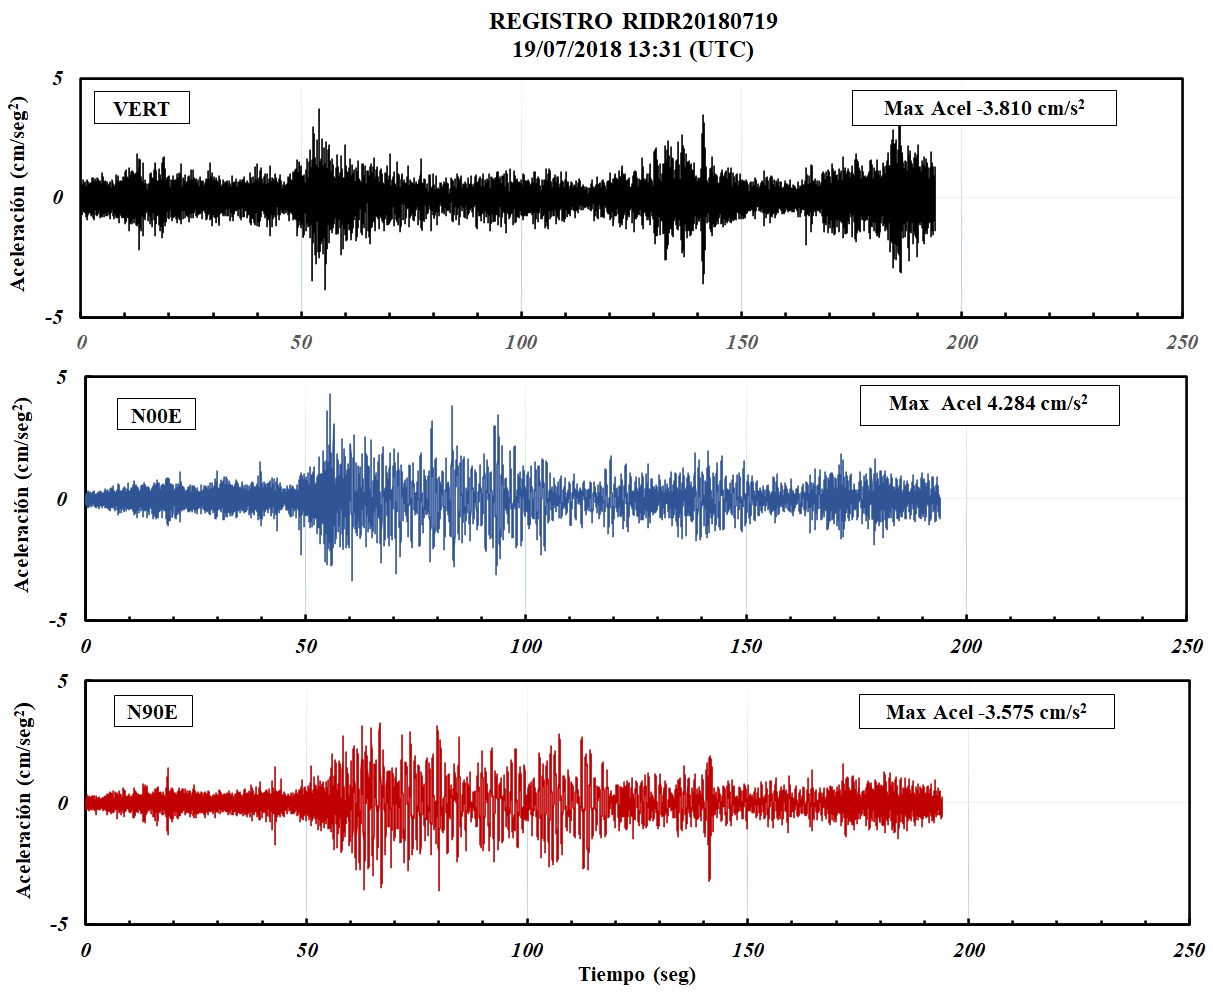 REGISTRO RIDR20180719
19/07/2018 13:31 (UTC)
Aceleración (cm/seg²)
VERT
Max Acel -3.810 cm/s²
5
0
-5
0 50 100 150 200 250
Aceleración (cm/seg²)
N00E
Max Acel 4.284 cm/s²
5
0
-5
0 50 100 150 200 250
Aceleración (cm/seg²)
N90E
Max Acel -3.575 cm/s²
5
0
-5
0 50 100 150 200 250
Tiempo (seg)